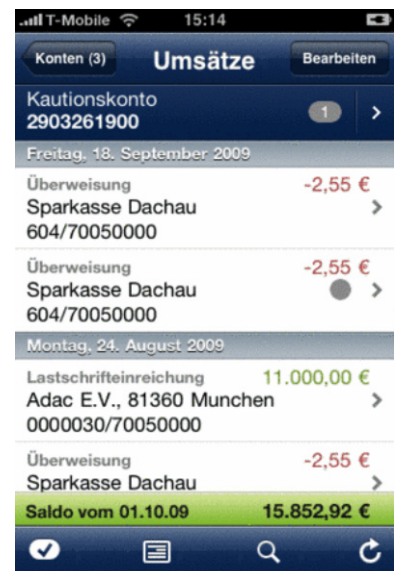 T-Mobile 15:14
Konten (3) Umsätze Bearbeiten
Kautionskonto
2903261900 1
Freitag, 18. September 2009
Überweisung -2,55 €
Sparkasse Dachau
604/70050000
Überweisung -2,55 €
Sparkasse Dachau
604/70050000
Montag, 24. August 2009
Lastschrifteinreichung 11.000,00 €
Adac E.V., 81360 Munchen
0000030/70050000
Überweisung -2,55 €
Sparkasse Dachau
Saldo vom 01.10.09 15.852,92 €